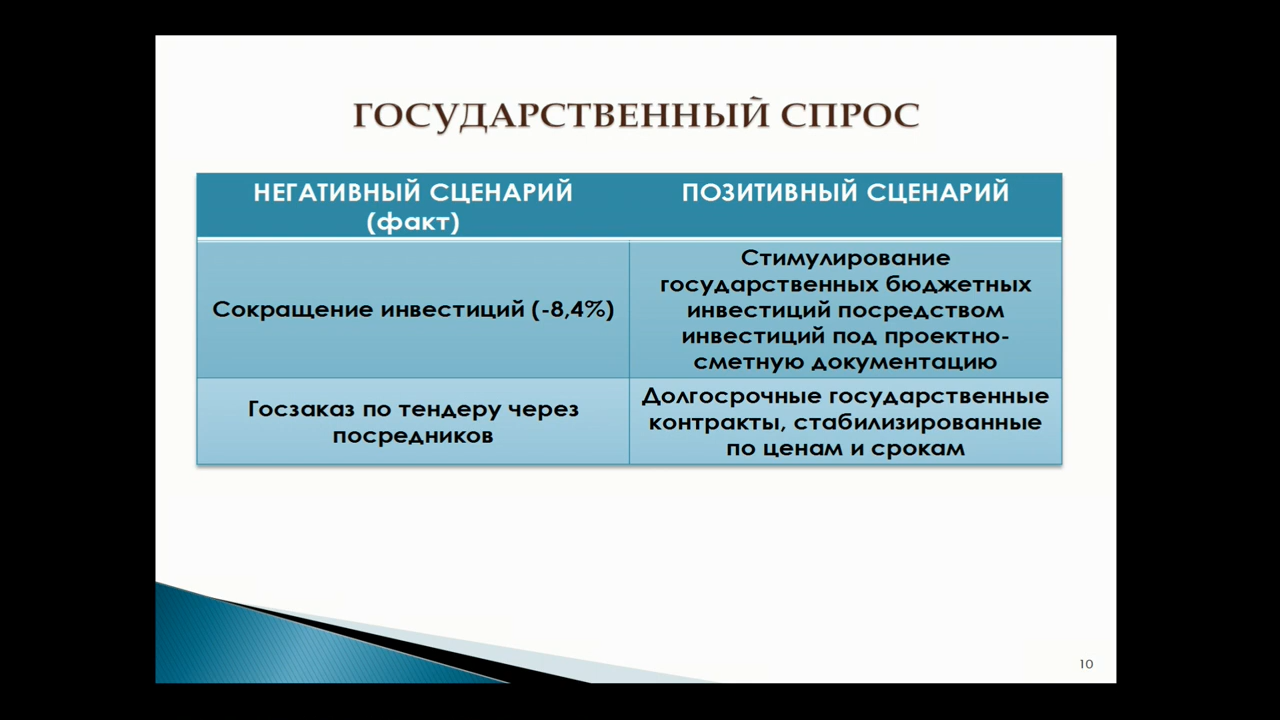 ГОСУДАРСТВЕННЫЙ СПРОС
НЕГАТИВНЫЙ СЦЕНАРИЙ
(факт)
ПОЗИТИВНЫЙ СЦЕНАРИЙ
Сокращение инвестиций (-8,4%)
Стимулирование
государственных бюджетных
инвестиций посредством
инвестиций под проектно-
сметную документацию
Госзаказ по тендеру через
посредников
Долгосрочные государственные
контракты, стабилизированные
по ценам и срокам
10